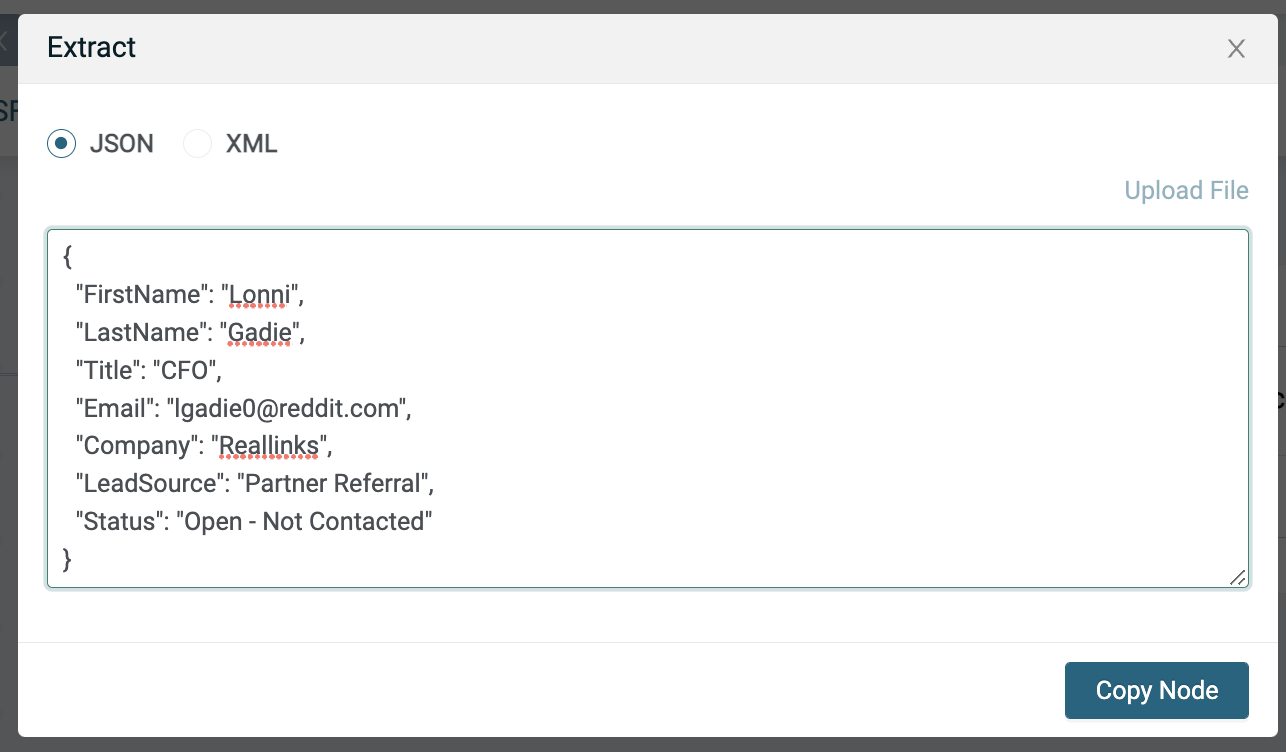 Extract
JSON XML
Upload File
{
"FirstName": "Lonni",
"LastName": "Gadie",
"Title": "CFO",
"Email": "lgadie0@reddit.com",
"Company": "Reallinks",
"LeadSource": "Partner Referral",
"Status": "Open - Not Contacted"
}
Copy Node